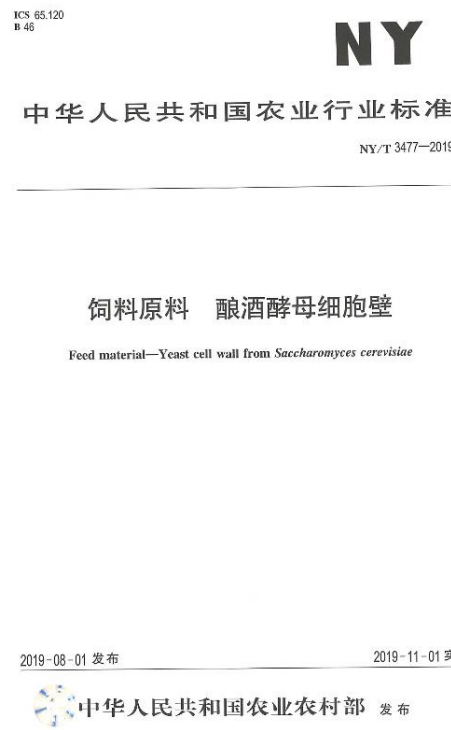 ICS 65.120
B 46
NY
中华人民共和国农业行业标准
NY/T 3477—2019
饲料原料 酿酒酵母细胞壁
Feed material—Yeast cell wall from Saccharomyces cerevisiae
2019-08-01 发布
2019-11-01 实
中华人民共和国农业农村部 发布